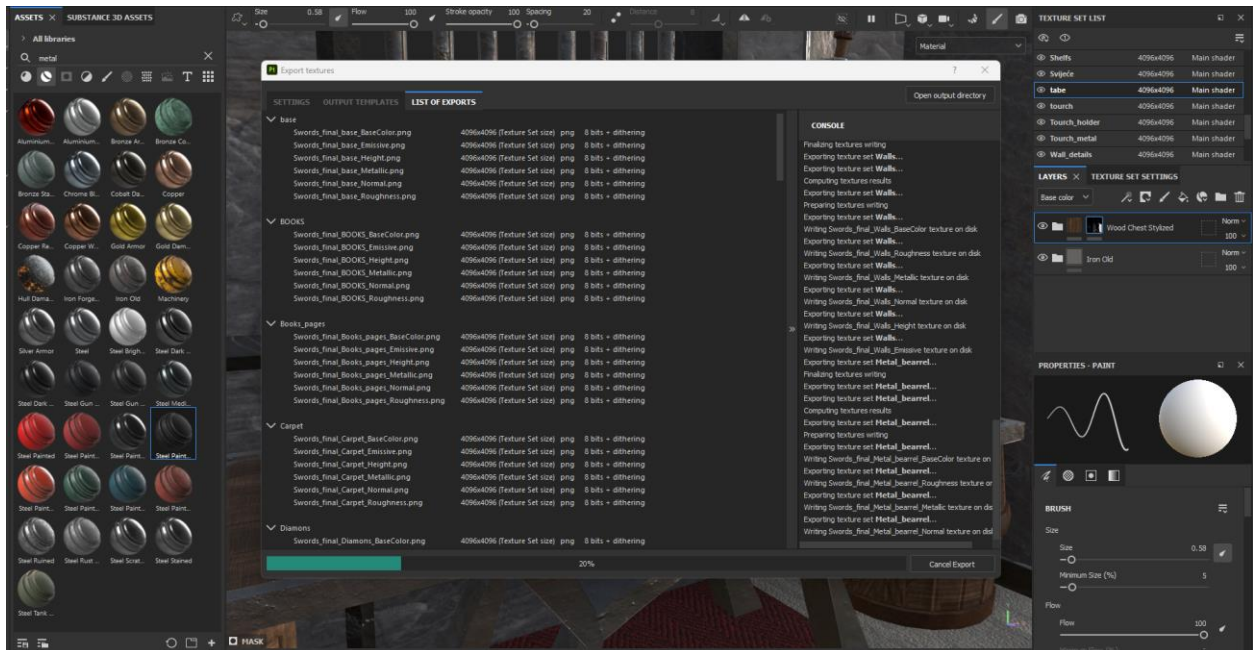 ASSETS × SUBSTANCE 3D ASSETS
All libraries
metal
Aluminium... Aluminium... Bronze Ar... Bronze Co...
Bronze Sta... Chrome Bl... Cobalt Da... Copper
Copper Ra... Copper W... Gold Armor Gold Dam...
Hull Dama... Iron Forge... Iron Old Machinery
Silver Armor Steel Steel Brigh... Steel Dark ...
Steel Dark ... Steel Gun ... Steel Gun ... Steel Medi...
Steel Painted Steel Paint... Steel Paint... Steel Paint...
Steel Paint... Steel Paint... Steel Paint... Steel Paint...
Steel Ruined Steel Rust ... Steel Scrat... Steel Stained
Steel Tank ...
Size 0.58 Flow 100 Stroke opacity 100 Spacing 20 Distance
Material
MASK
Pt Export textures ? ×
SETTINGS OUTPUT TEMPLATES LIST OF EXPORTS
Open output directory
base
Swords_final_base_BaseColor.png 4096x4096 (Texture Set size) png 8 bits + dithering
Swords_final_base_Emissive.png 4096x4096 (Texture Set size) png 8 bits + dithering
Swords_final_base_Height.png 4096x4096 (Texture Set size) png 8 bits + dithering
Swords_final_base_Metallic.png 4096x4096 (Texture Set size) png 8 bits + dithering
Swords_final_base_Normal.png 4096x4096 (Texture Set size) png 8 bits + dithering
Swords_final_base_Roughness.png 4096x4096 (Texture Set size) png 8 bits + dithering
BOOKS
Swords_final_BOOKS_BaseColor.png 4096x4096 (Texture Set size) png 8 bits + dithering
Swords_final_BOOKS_Emissive.png 4096x4096 (Texture Set size) png 8 bits + dithering
Swords_final_BOOKS_Height.png 4096x4096 (Texture Set size) png 8 bits + dithering
Swords_final_BOOKS_Metallic.png 4096x4096 (Texture Set size) png 8 bits + dithering
Swords_final_BOOKS_Normal.png 4096x4096 (Texture Set size) png 8 bits + dithering
Swords_final_BOOKS_Roughness.png 4096x4096 (Texture Set size) png 8 bits + dithering
Books_pages
Swords_final_Books_pages_BaseColor.png 4096x4096 (Texture Set size) png 8 bits + dithering
Swords_final_Books_pages_Emissive.png 4096x4096 (Texture Set size) png 8 bits + dithering
Swords_final_Books_pages_Height.png 4096x4096 (Texture Set size) png 8 bits + dithering
Swords_final_Books_pages_Metallic.png 4096x4096 (Texture Set size) png 8 bits + dithering
Swords_final_Books_pages_Normal.png 4096x4096 (Texture Set size) png 8 bits + dithering
Swords_final_Books_pages_Roughness.png 4096x4096 (Texture Set size) png 8 bits + dithering
Carpet
Swords_final_Carpet_BaseColor.png 4096x4096 (Texture Set size) png 8 bits + dithering
Swords_final_Carpet_Emissive.png 4096x4096 (Texture Set size) png 8 bits + dithering
Swords_final_Carpet_Height.png 4096x4096 (Texture Set size) png 8 bits + dithering
Swords_final_Carpet_Metallic.png 4096x4096 (Texture Set size) png 8 bits + dithering
Swords_final_Carpet_Normal.png 4096x4096 (Texture Set size) png 8 bits + dithering
Swords_final_Carpet_Roughness.png 4096x4096 (Texture Set size) png 8 bits + dithering
Diamons
Swords_final_Diamons_BaseColor.png 4096x4096 (Texture Set size) png 8 bits + dithering
CONSOLE
Finalizing textures writing
Exporting texture set Walls...
Exporting texture set Walls...
Computing textures results
Exporting texture set Walls...
Preparing textures writing
Exporting texture set Walls...
Writing Swords_final_Walls_BaseColor texture on disk
Exporting texture set Walls...
Writing Swords_final_Walls_Roughness texture on disk
Exporting texture set Walls...
Writing Swords_final_Walls_Metallic texture on disk
Exporting texture set Walls...
Writing Swords_final_Walls_Normal texture on disk
Exporting texture set Walls...
Writing Swords_final_Walls_Height texture on disk
Exporting texture set Walls...
Writing Swords_final_Walls_Emissive texture on disk
Exporting texture set Metal_bearrel...
Finalizing textures writing
Exporting texture set Metal_bearrel...
Exporting texture set Metal_bearrel...
Computing textures results
Exporting texture set Metal_bearrel...
Preparing textures writing
Exporting texture set Metal_bearrel...
Writing Swords_final_Metal_bearrel_BaseColor texture on
Exporting texture set Metal_bearrel...
Writing Swords_final_Metal_bearrel_Roughness texture or
Exporting texture set Metal_bearrel...
Writing Swords_final_Metal_bearrel_Metallic texture on dis
Exporting texture set Metal_bearrel...
Writing Swords_final_Metal_bearrel_Normal texture on disl
20%
Cancel Export
TEXTURE SET LIST
Shelfs 4096x4096 Main shader
Svijeće 4096x4096 Main shader
tabe 4096x4096 Main shader
tourch 4096x4096 Main shader
Tourch_holder 4096x4096 Main shader
Tourch_metal 4096x4096 Main shader
Wall_details 4096x4096 Main shader
LAYERS × TEXTURE SET SETTINGS
Base color
Wood Chest Stylized Norm 100
Iron Old Norm 100
PROPERTIES - PAINT
BRUSH
Size
Size 0.58
Minimum Size (%) 5
Flow
Flow 100